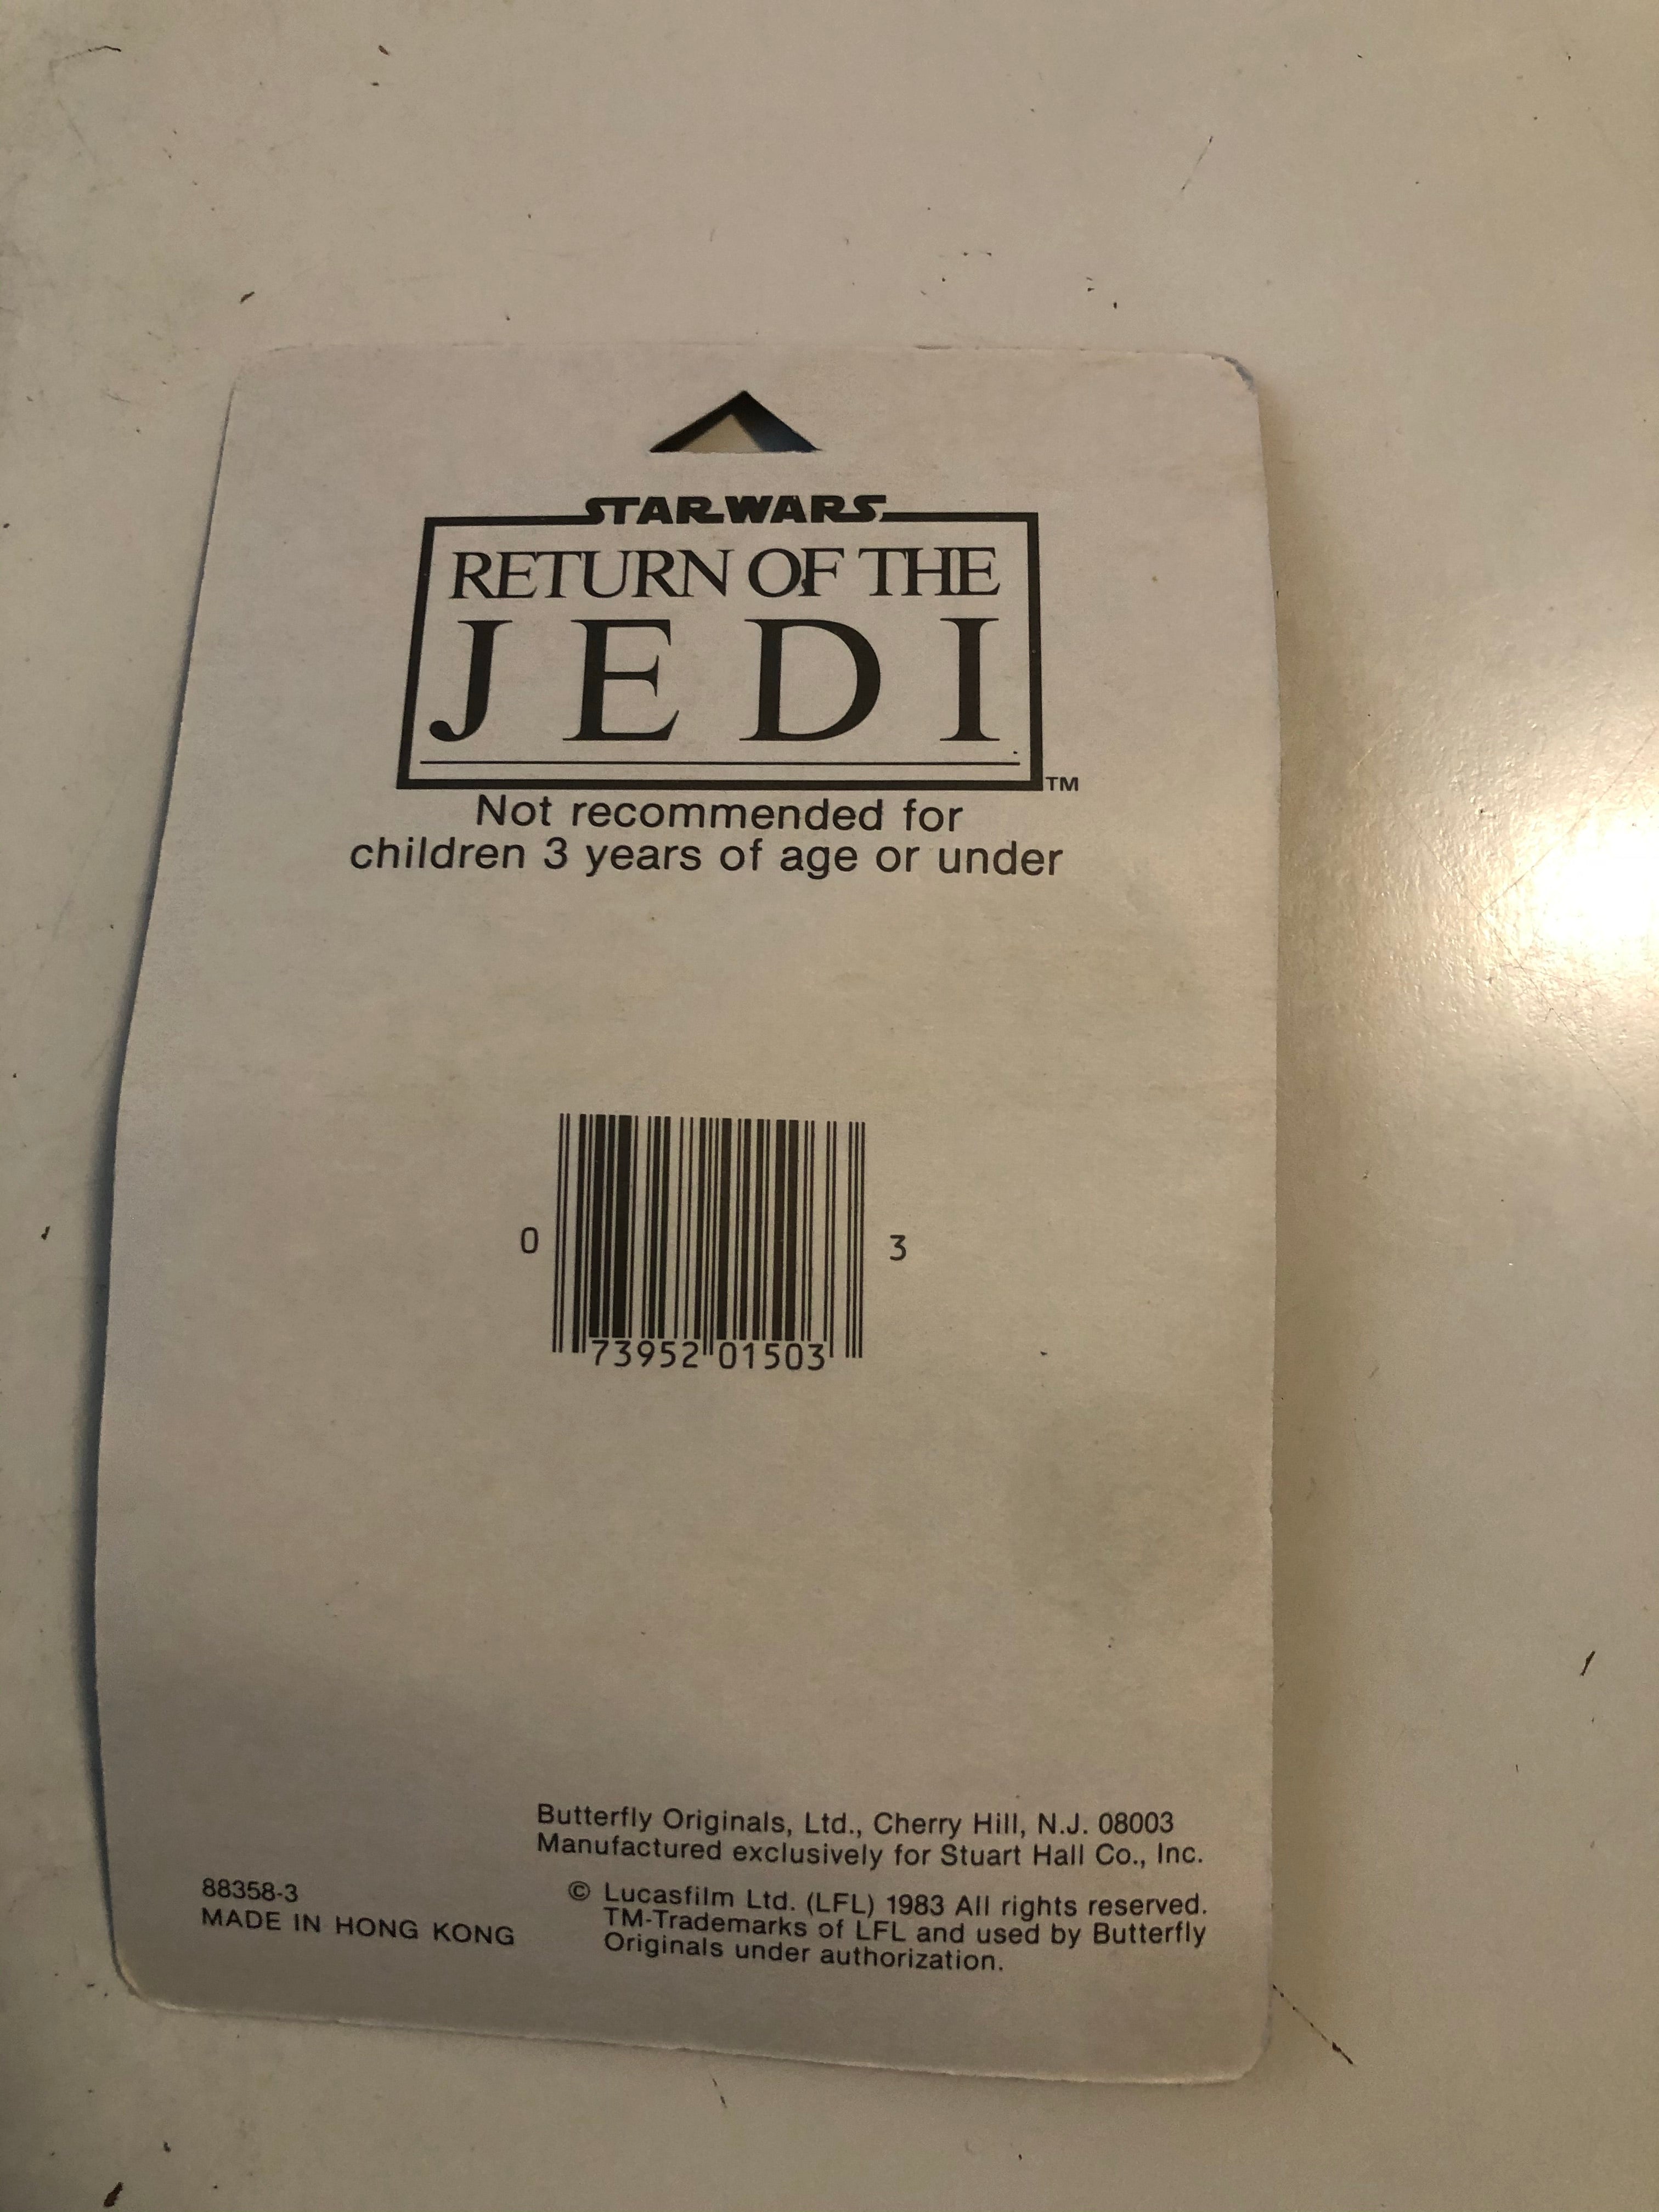 STAR WARS
RETURN OF THE
JEDI
TM
Not recommended for
children 3 years of age or under
0 73952 01503 3
Butterfly Originals, Ltd., Cherry Hill, N.J. 08003
Manufactured exclusively for Stuart Hall Co., Inc.
88358-3
MADE IN HONG KONG
© Lucasfilm Ltd. (LFL) 1983 All rights reserved.
TM-Trademarks of LFL and used by Butterfly
Originals under authorization.